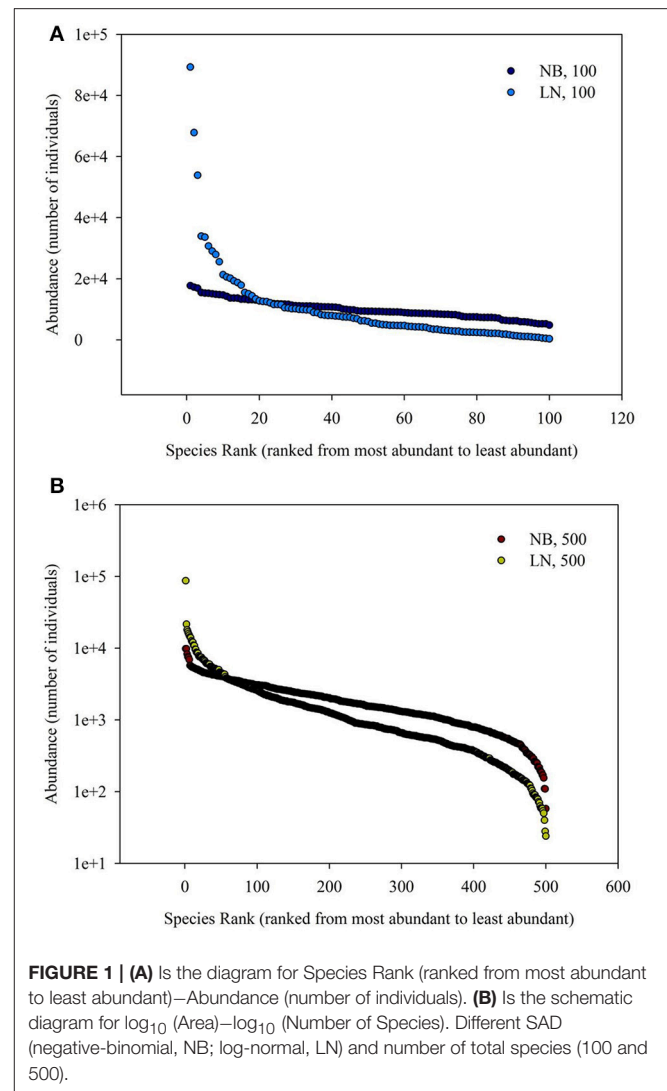 A
1e+5
8e+4
6e+4
4e+4
2e+4
0
Abundance (number of individuals)
NB, 100
LN, 100
0 20 40 60 80 100 120
Species Rank (ranked from most abundant to least abundant)
B
1e+6
1e+5
1e+4
1e+3
1e+2
1e+1
Abundance (number of individuals)
NB, 500
LN, 500
0 100 200 300 400 500 600
Species Rank (ranked from most abundant to least abundant)
FIGURE 1 | (A) Is the diagram for Species Rank (ranked from most abundant
to least abundant)–Abundance (number of individuals). (B) Is the schematic
diagram for log10 (Area)–log10 (Number of Species). Different SAD
(negative-binomial, NB; log-normal, LN) and number of total species (100 and
500).